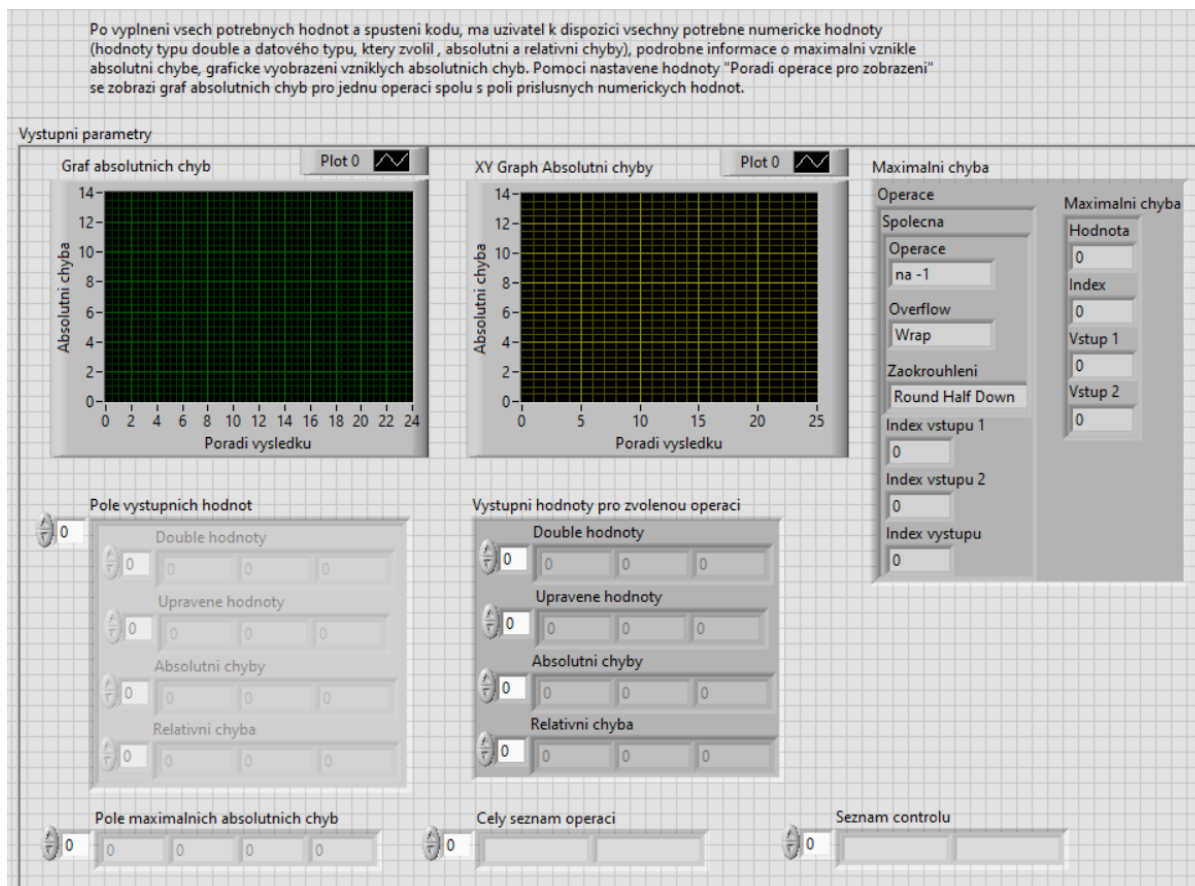 Po vyplneni vsech potrebnych hodnot a spusteni kodu, ma uzivatel k dispozici vsechny potrebne numericke hodnoty
(hodnoty typu double a datového typu, ktery zvolil , absolutni a relativni chyby), podrobne informace o maximalni vznikle
absolutni chybe, graficke vyobrazeni vzniklych absolutnich chyb. Pomoci nastavene hodnoty "Poradi operace pro zobrazeni"
se zobrazi graf absolutnich chyb pro jednu operaci spolu s poli prislusnych numerickych hodnot.
Vystupni parametry
Graf absolutnich chyb
Plot 0
Absolutni chyba
14
12
10
8
6
4
2
0
0 2 4 6 8 10 12 14 16 18 20 22 24
Poradi vysledku
XY Graph Absolutni chyby
Plot 0
Absolutni chyba
14
12
10
8
6
4
2
0
0 5 10 15 20 25
Poradi vysledku
Maximalni chyba
Operace
Spolecna
Operace
na -1
Overflow
Wrap
Zaokrouhleni
Round Half Down
Index vstupu 1
0
Index vstupu 2
0
Index vystupu
0
Maximalni chyba
Hodnota
0
Index
0
Vstup 1
0
Vstup 2
0
Pole vystupnich hodnot
0
Double hodnoty
0 0 0 0
Upravene hodnoty
0 0 0 0
Absolutni chyby
0 0 0 0
Relativni chyba
0 0 0 0
Vystupni hodnoty pro zvolenou operaci
Double hodnoty
0 0 0 0
Upravene hodnoty
0 0 0 0
Absolutni chyby
0 0 0 0
Relativni chyba
0 0 0 0
Pole maximalnich absolutnich chyb
0 0 0 0 0
Cely seznam operaci
0
Seznam controlu
0